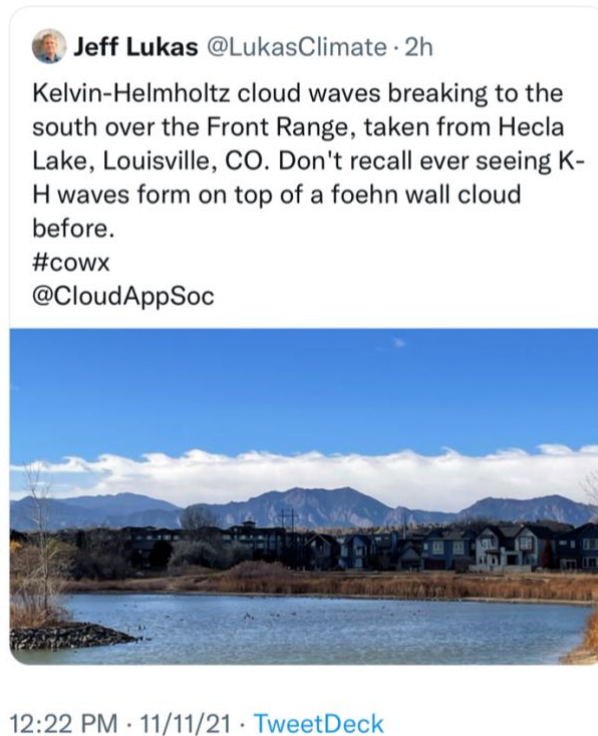 Jeff Lukas @LukasClimate · 2h
Kelvin-Helmholtz cloud waves breaking to the
south over the Front Range, taken from Hecla
Lake, Louisville, CO. Don't recall ever seeing K-
H waves form on top of a foehn wall cloud
before.
#cowx
@CloudAppSoc
12:22 PM · 11/11/21 · TweetDeck